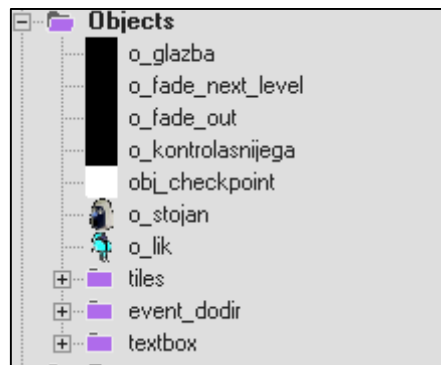 Objects
o_glazba
o_fade_next_level
o_fade_out
o_kontrolasnijega
obj_checkpoint
o_stojan
o_lik
tiles
event_dodir
textbox